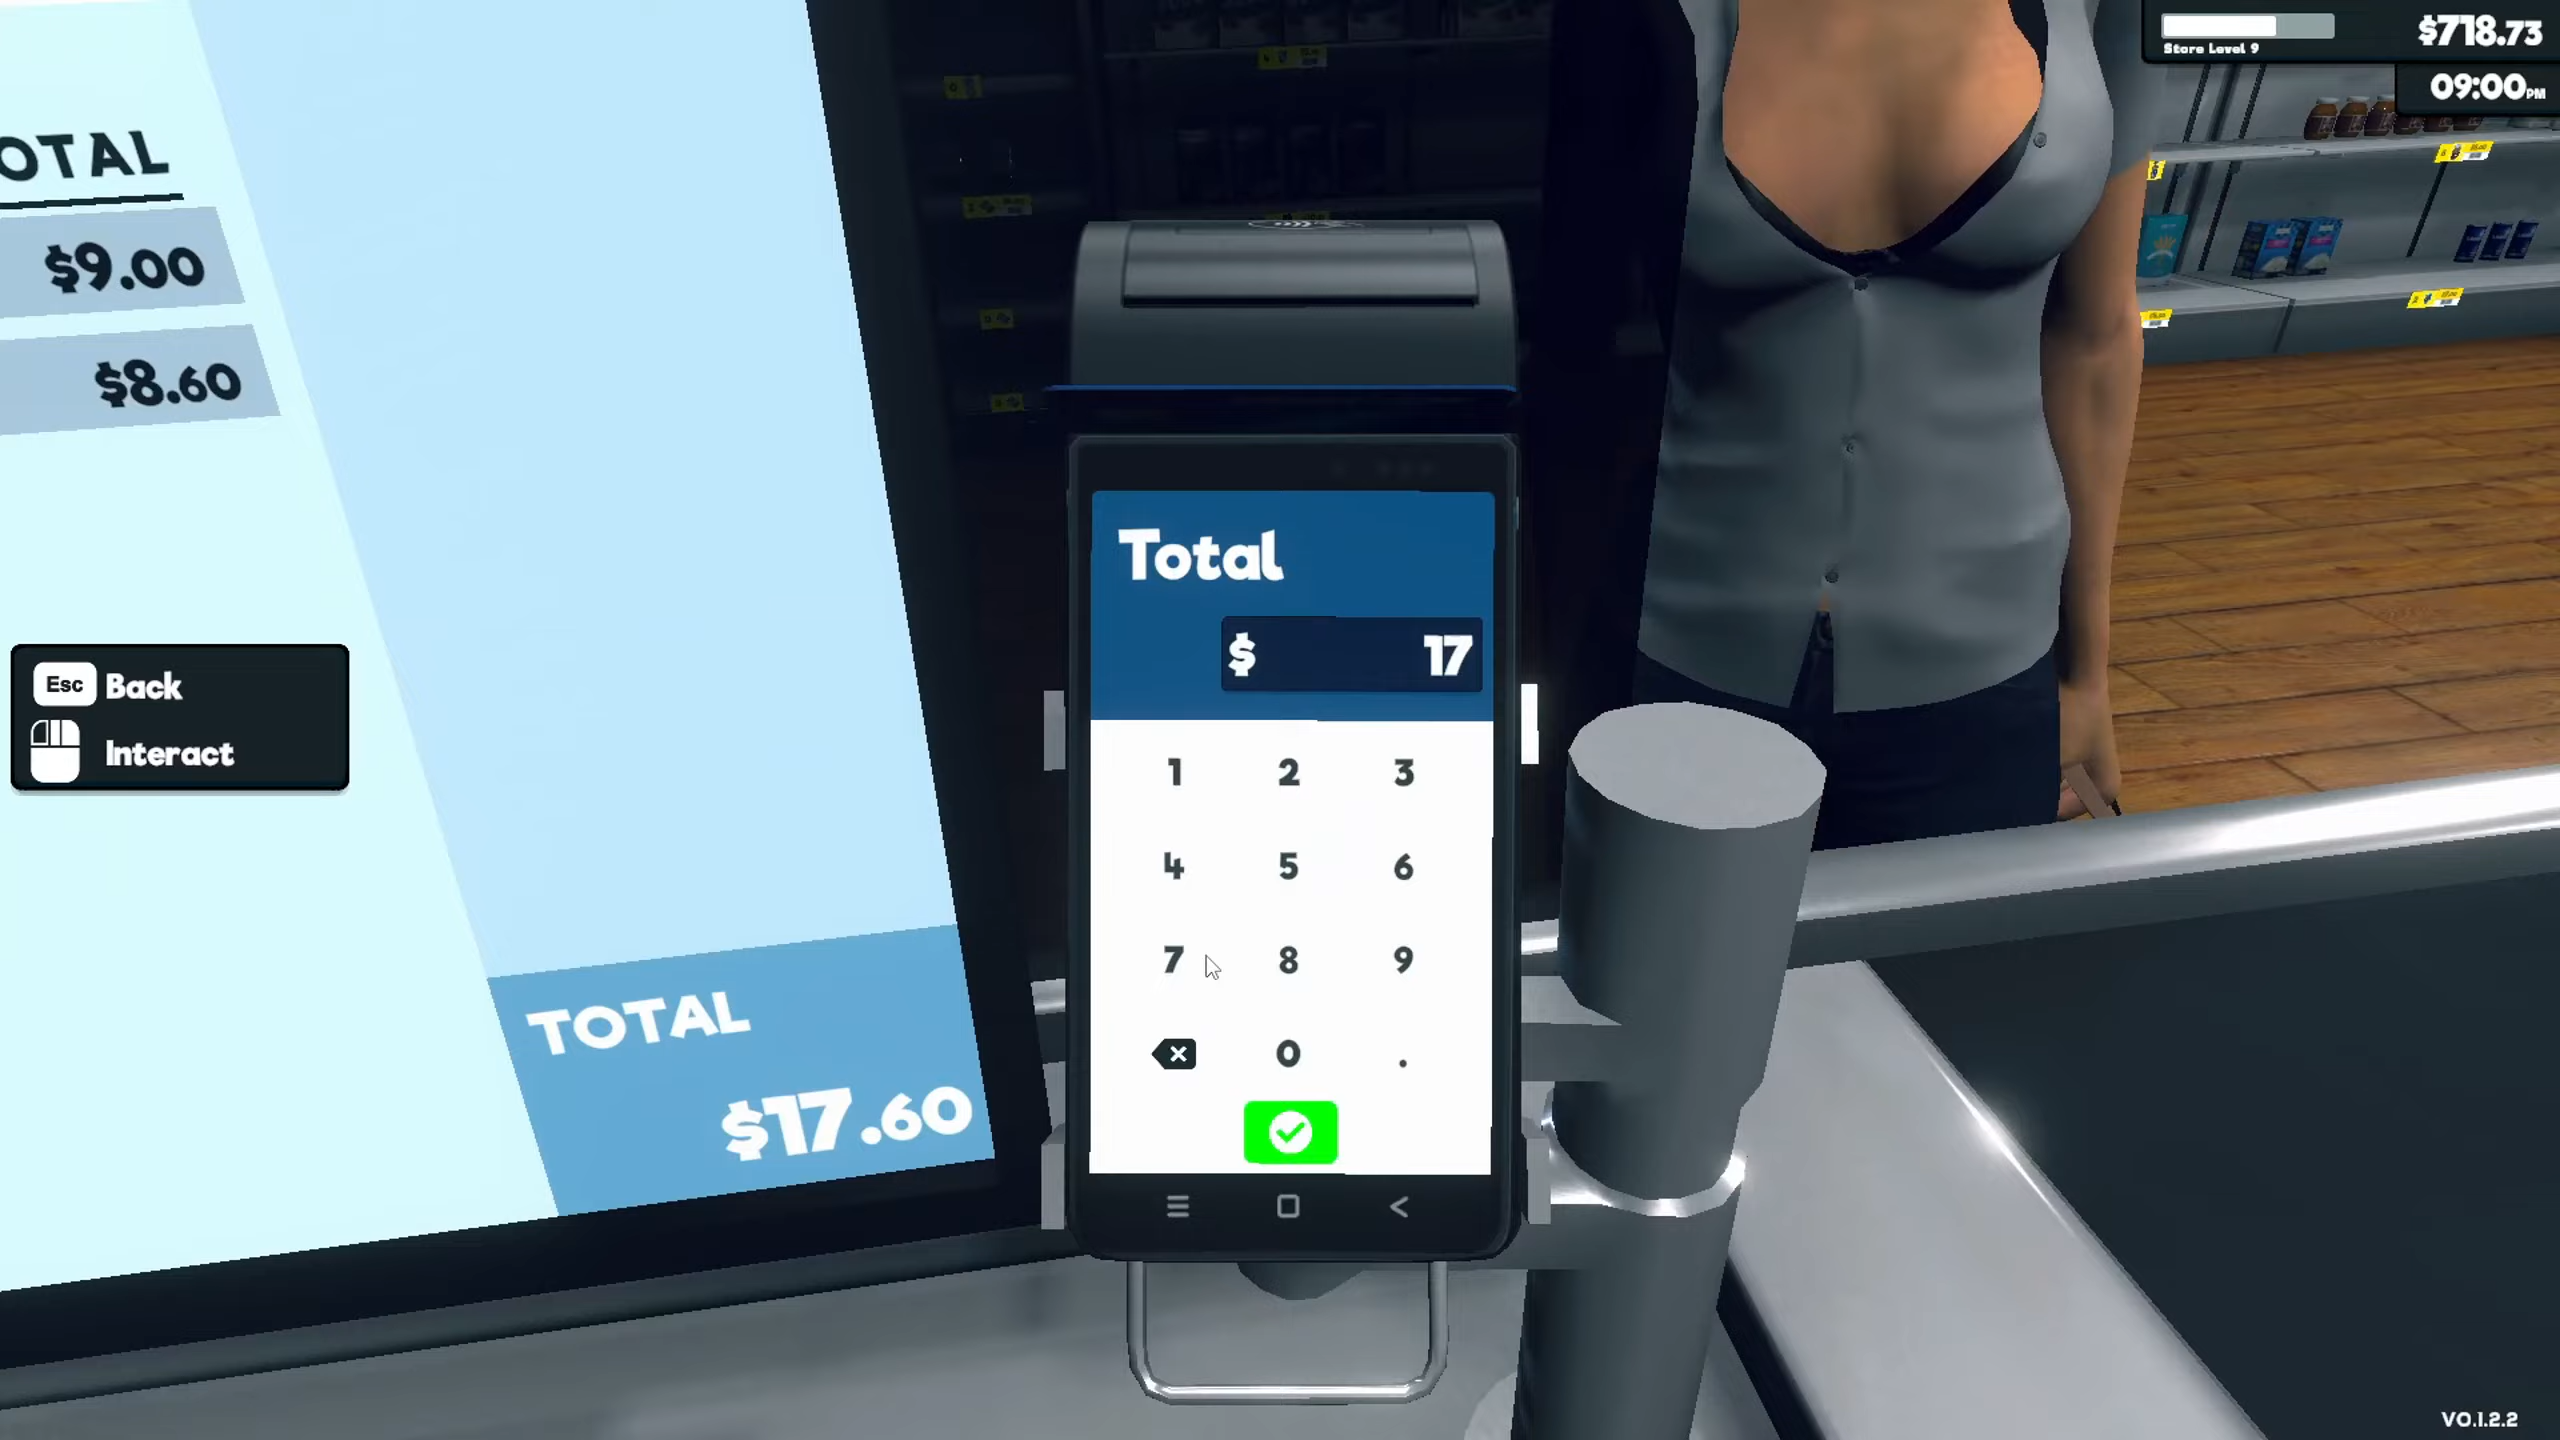 OTAL
$9.00
$8.60
TOTAL
$17.60
Esc Back
Interact
Total
$ 17
1 2 3
4 5 6
7 8 9
0 .
$718.73
Store Level 9
09:00PM
V0.1.2.2